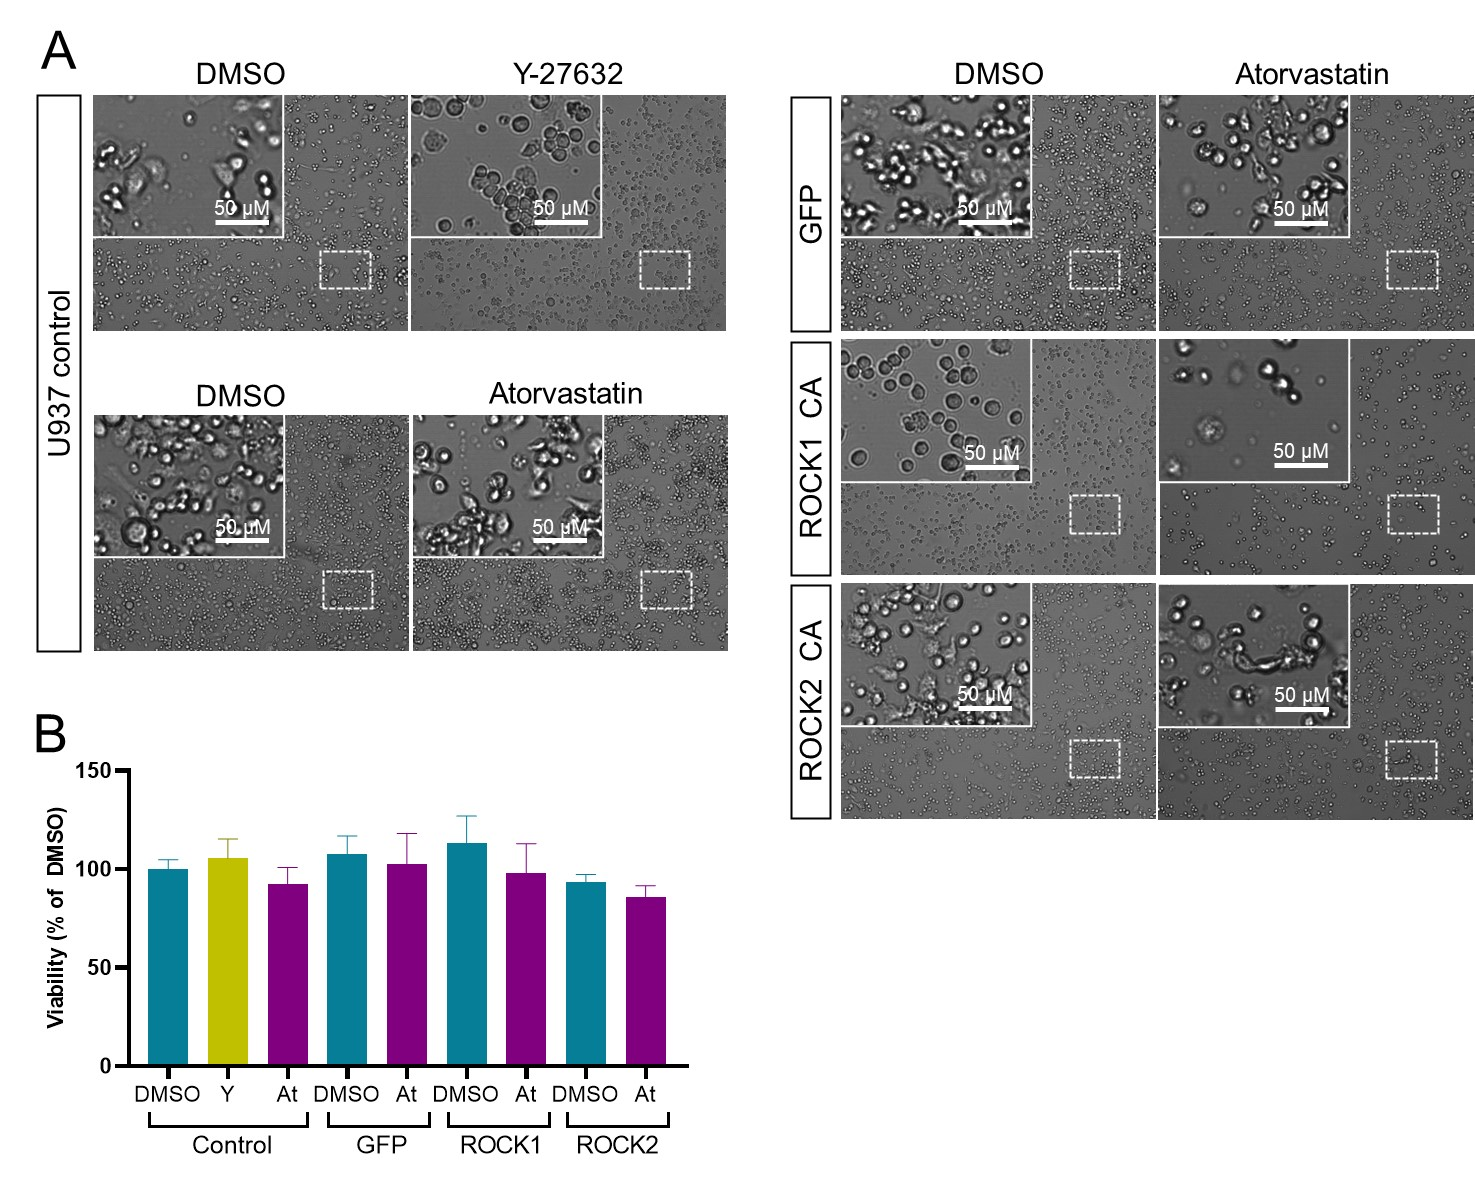 A
DMSO
Y-27632
U937 control
50 µM
50 µM
DMSO
Atorvastatin
50 µM
50 µM
DMSO
Atorvastatin
GFP
50 µM
50 µM
ROCK1 CA
50 µM
50 µM
ROCK2 CA
50 µM
50 µM
B
Viability (% of DMSO)
150
100
50
0
DMSO Y At DMSO At DMSO At DMSO At
Control GFP ROCK1 ROCK2